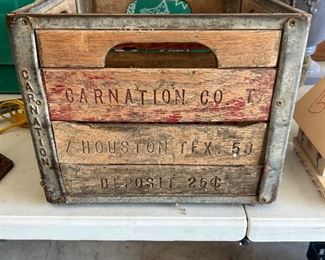 CARNATION
CARNATION CO. T
HOUSTON TEX. 50
DEPOSIT 25¢